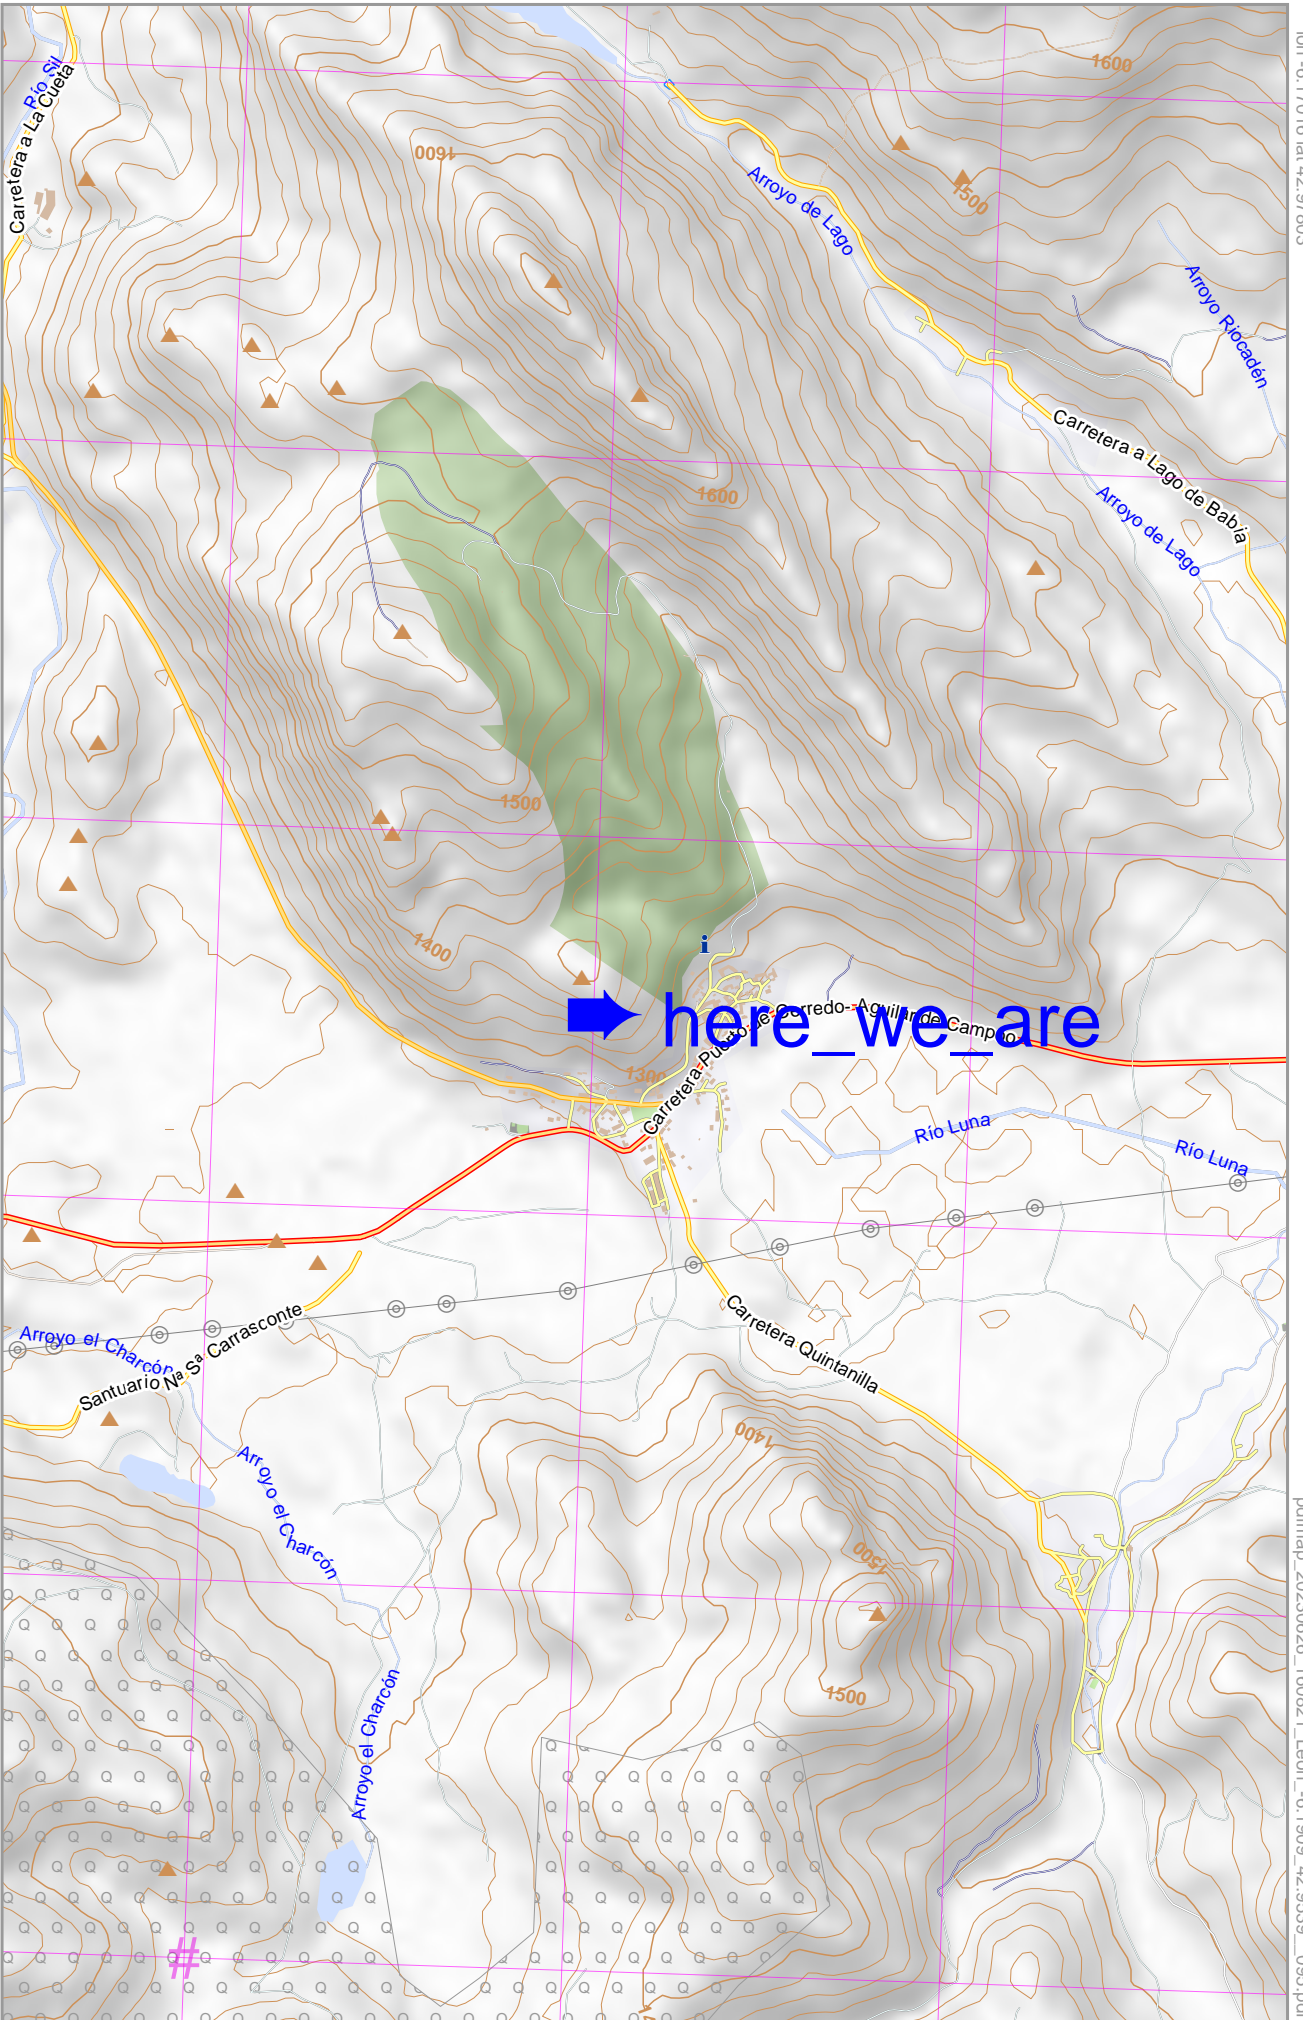 1600
Río Sil
Carretera a La Cueta
1600
Arroyo de Lago
1500
Arroyo Riocadén
Carretera a Lago de Babia
1600
Arroyo de Lago
1500
1400
i
here_we_are
Carretera-Puerto-de-Cerredo--Aguilar-de-Campoo
1300
Río Luna
Río Luna
Carretera Quintanilla
Arroyo el Charcón
Santuario Nª Sª Carrasconte
1400
Arroyo el Charcón
1500
Arroyo el Charcón
1500
#